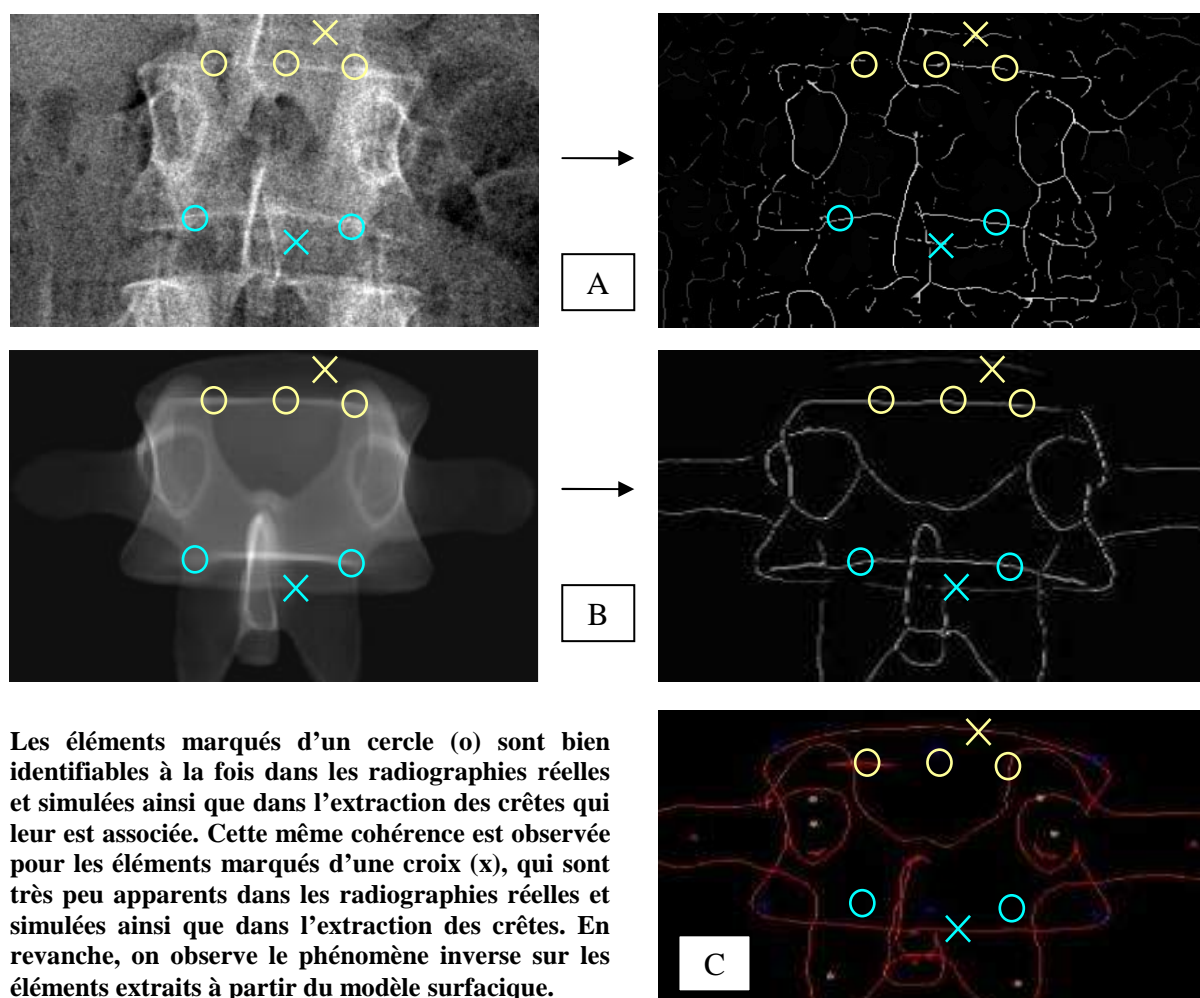 A
B
Les éléments marqués d'un cercle (o) sont bien
identifiables à la fois dans les radiographies réelles
et simulées ainsi que dans l'extraction des crêtes qui
leur est associée. Cette même cohérence est observée
pour les éléments marqués d'une croix (x), qui sont
très peu apparents dans les radiographies réelles et
simulées ainsi que dans l'extraction des crêtes. En
revanche, on observe le phénomène inverse sur les
éléments extraits à partir du modèle surfacique.
C